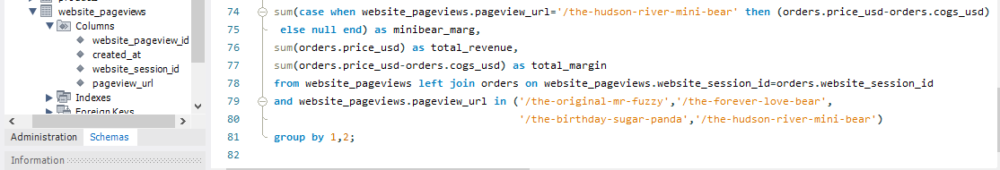 products
website_pageviews
Columns
website_pageview_id
created_at
website_session_id
pageview_url
Indexes
Foreign Keys
Administration Schemas
Information
74 sum(case when website_pageviews.pageview_url='/the-hudson-river-mini-bear' then (orders.price_usd-orders.cogs_usd)
75 else null end) as minibear_marg,
76 sum(orders.price_usd) as total_revenue,
77 sum(orders.price_usd-orders.cogs_usd) as total_margin
78 from website_pageviews left join orders on website_pageviews.website_session_id=orders.website_session_id
79 and website_pageviews.pageview_url in ('/the-original-mr-fuzzy','/the-forever-love-bear',
80 '/the-birthday-sugar-panda','/the-hudson-river-mini-bear')
81 group by 1,2;
82